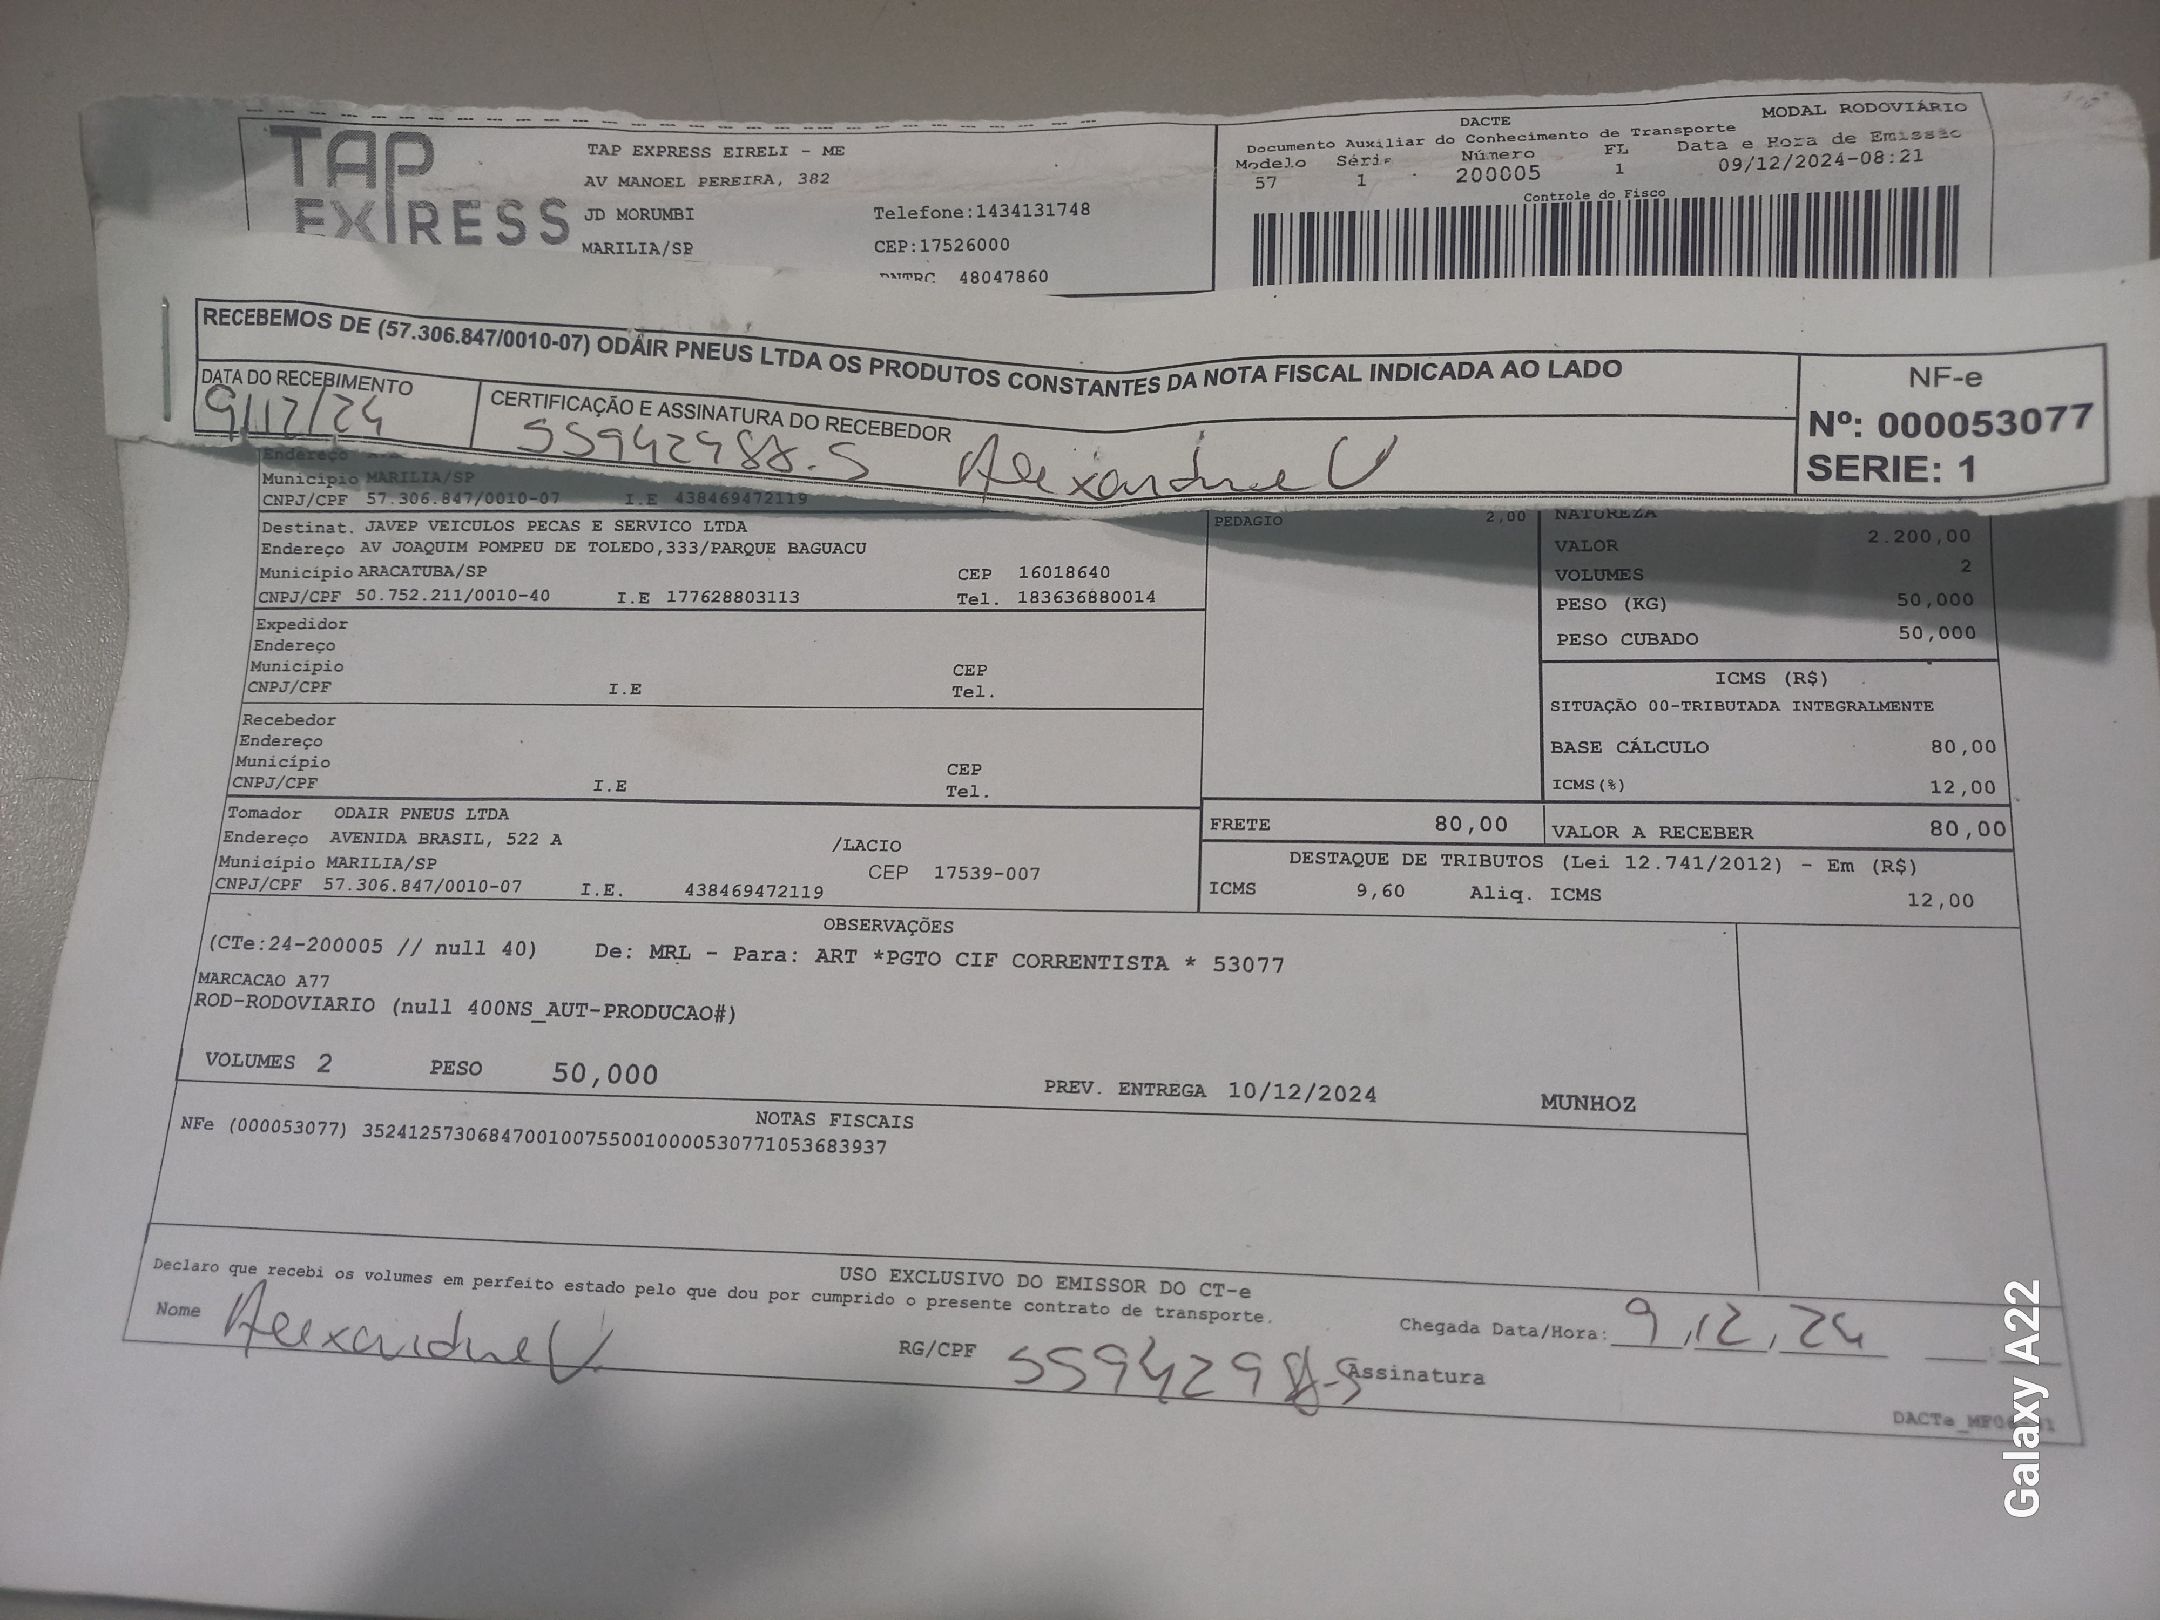 TAP EXPRESS
TAP EXPRESS EIRELI - ME
AV MANOEL PEREIRA, 382
JD MORUMBI Telefone:1434131748
MARILIA/SP CEP:17526000
48047860
DACTE MODAL RODOVIÁRIO
Documento Auxiliar do Conhecimento de Transporte
Modelo Série Número FL Data e Hora de Emissão
57 1 200005 1 09/12/2024-08:21
Controle do Fisco
RECEBEMOS DE (57.306.847/0010-07) ODAIR PNEUS LTDA OS PRODUTOS CONSTANTES DA NOTA FISCAL INDICADA AO LADO
DATA DO RECEBIMENTO
9/12/24
CERTIFICAÇÃO E ASSINATURA DO RECEBEDOR
Alexandre
NF-e
Nº: 000053077
SERIE: 1
Endereço
Município MARILIA/SP
CNPJ/CPF 57.306.847/0010-07 I.E 438469472119
Destinat. JAVEP VEICULOS PECAS E SERVICO LTDA
Endereço AV JOAQUIM POMPEU DE TOLEDO,333/PARQUE BAGUACU
Município ARACATUBA/SP CEP 16018640
CNPJ/CPF 50.752.211/0010-40 I.E 177628803113 Tel. 183636880014
Expedidor
Endereço
Município CEP
CNPJ/CPF I.E Tel.
Recebedor
Endereço
Município CEP
CNPJ/CPF I.E Tel.
Tomador ODAIR PNEUS LTDA
Endereço AVENIDA BRASIL, 522 A /LACIO
Município MARILIA/SP CEP 17539-007
CNPJ/CPF 57.306.847/0010-07 I.E. 438469472119
PEDAGIO 2,00
NATUREZA
VALOR 2.200,00
VOLUMES 2
PESO (KG) 50,000
PESO CUBADO 50,000
ICMS (R$)
SITUAÇÃO 00-TRIBUTADA INTEGRALMENTE
BASE CÁLCULO 80,00
ICMS(%) 12,00
FRETE 80,00 VALOR A RECEBER 80,00
DESTAQUE DE TRIBUTOS (Lei 12.741/2012) - Em (R$)
ICMS 9,60 Aliq. ICMS 12,00
OBSERVAÇÕES
(CTe:24-200005 // null 40) De: MRL - Para: ART *PGTO CIF CORRENTISTA * 53077
MARCACAO A77
ROD-RODOVIARIO (null 400NS_AUT-PRODUCAO#)
VOLUMES 2 PESO 50,000 PREV. ENTREGA 10/12/2024 MUNHOZ
NOTAS FISCAIS
NFe (000053077) 35241257306847001007550010000530771053683937
USO EXCLUSIVO DO EMISSOR DO CT-e
Declaro que recebi os volumes em perfeito estado pelo que dou por cumprido o presente contrato de transporte.
Nome Alexandre RG/CPF Assinatura
Chegada Data/Hora: 9,12,24
Galaxy A22